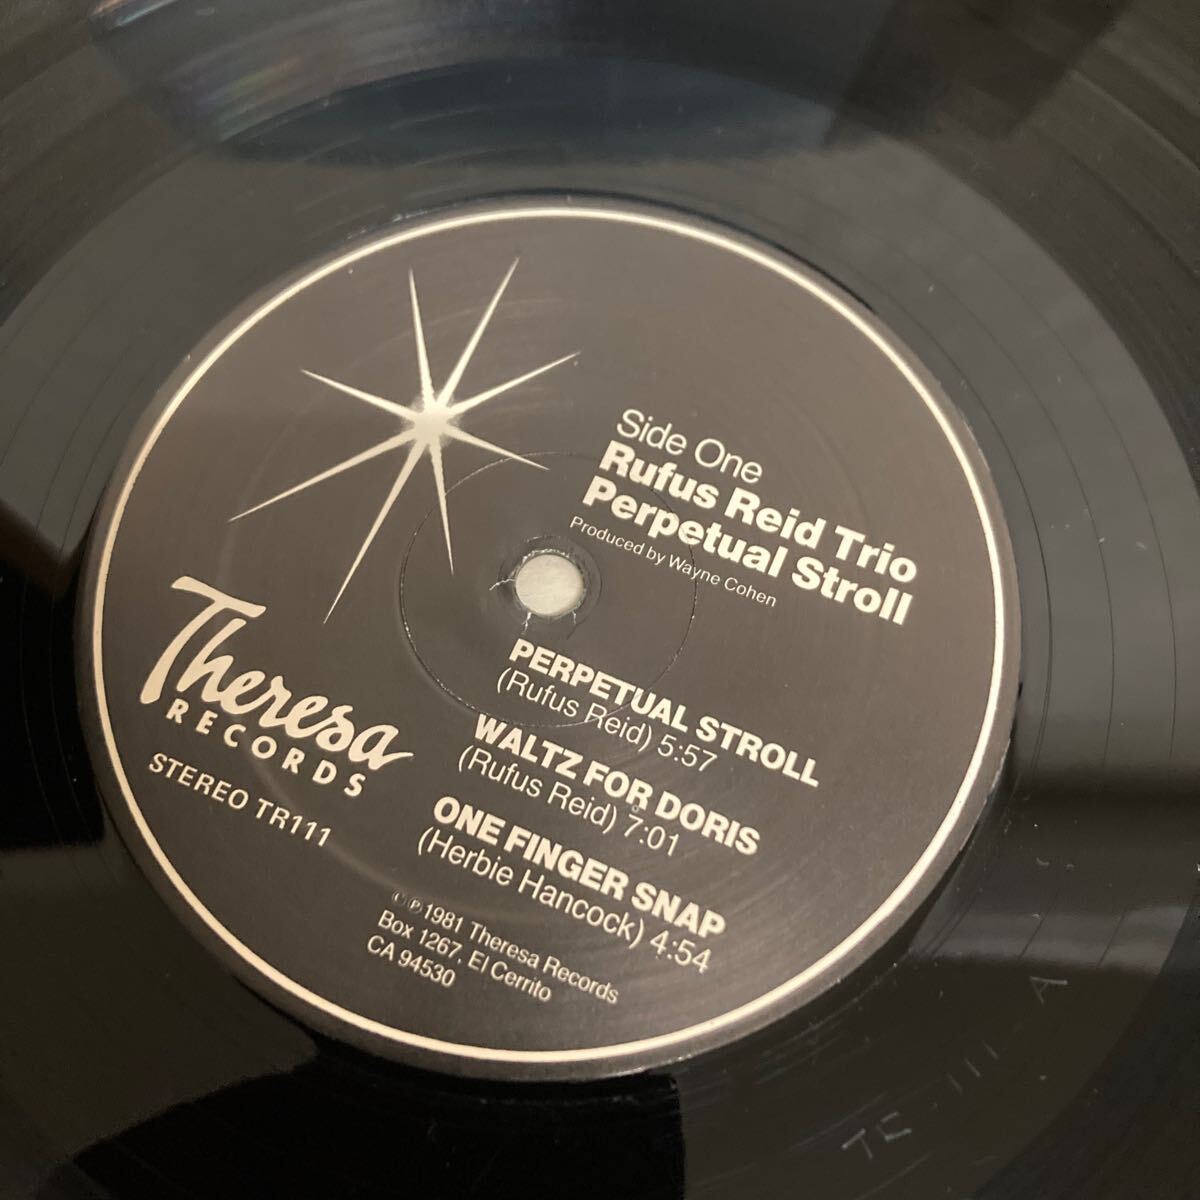 Side One
Rufus Reid Trio
Perpetual Stroll
Produced by Wayne Cohen
PERPETUAL STROLL
(Rufus Reid) 5:57
WALTZ FOR DORIS
(Rufus Reid) 7:01
ONE FINGER SNAP
(Herbie Hancock) 4:54
Theresa
RECORDS
STEREO TR111
©℗1981 Theresa Records
Box 1267, El Cerrito
CA 94530